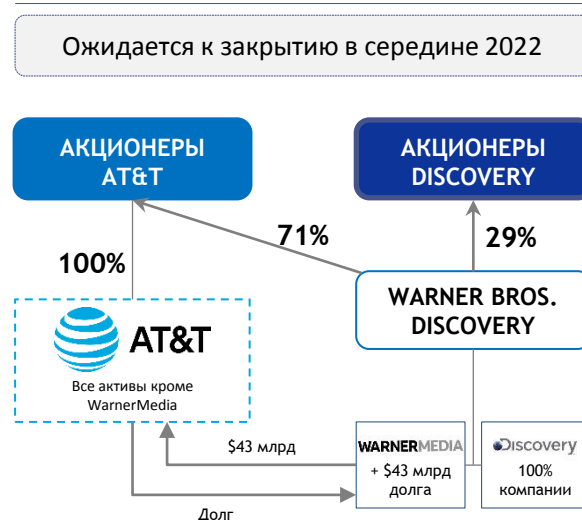 Ожидается к закрытию в середине 2022
АКЦИОНЕРЫ
AT&T
АКЦИОНЕРЫ
DISCOVERY
71%
29%
100%
WARNER BROS.
DISCOVERY
AT&T
Все активы кроме
WarnerMedia
$43 млрд
WARNERMEDIA
+ $43 млрд
долга
Discovery
100%
компании
Долг